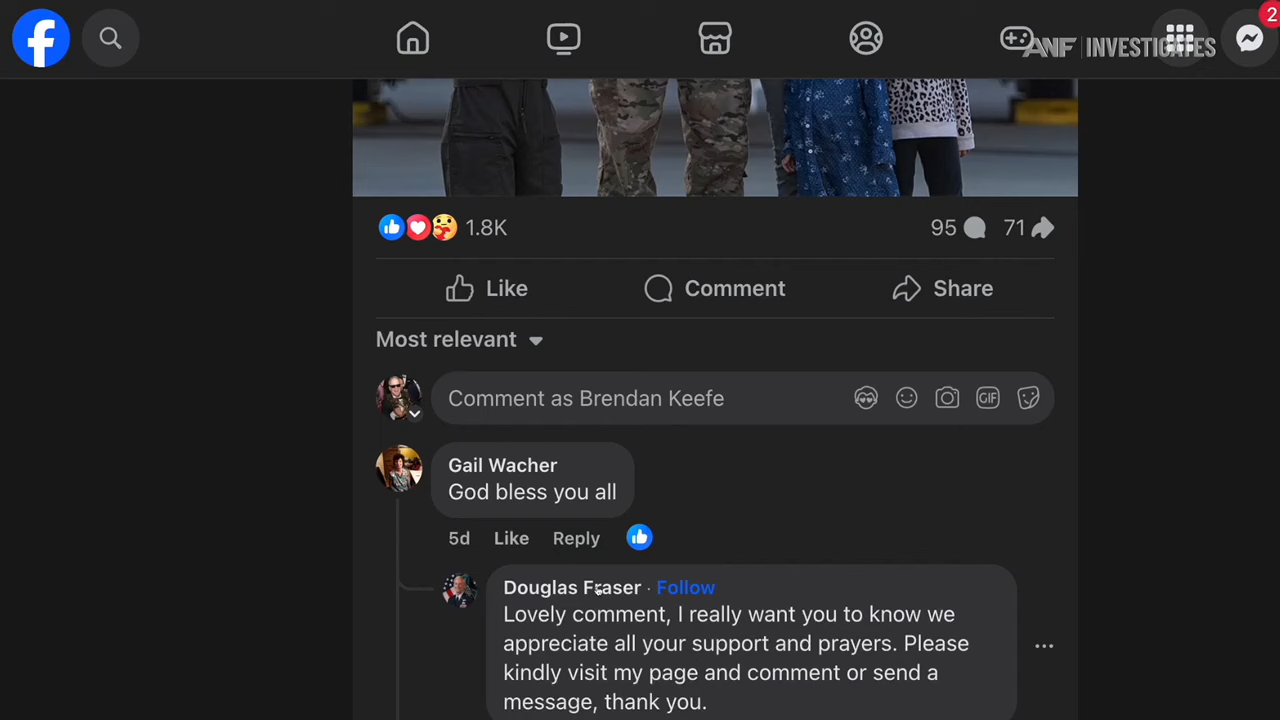 2
ANF | INVESTIGATES
1.8K
95
71
Like
Comment
Share
Most relevant
Comment as Brendan Keefe
GIF
Gail Wacher
God bless you all
5d Like Reply
Douglas Fraser · Follow
Lovely comment, I really want you to know we
appreciate all your support and prayers. Please
kindly visit my page and comment or send a
message, thank you.